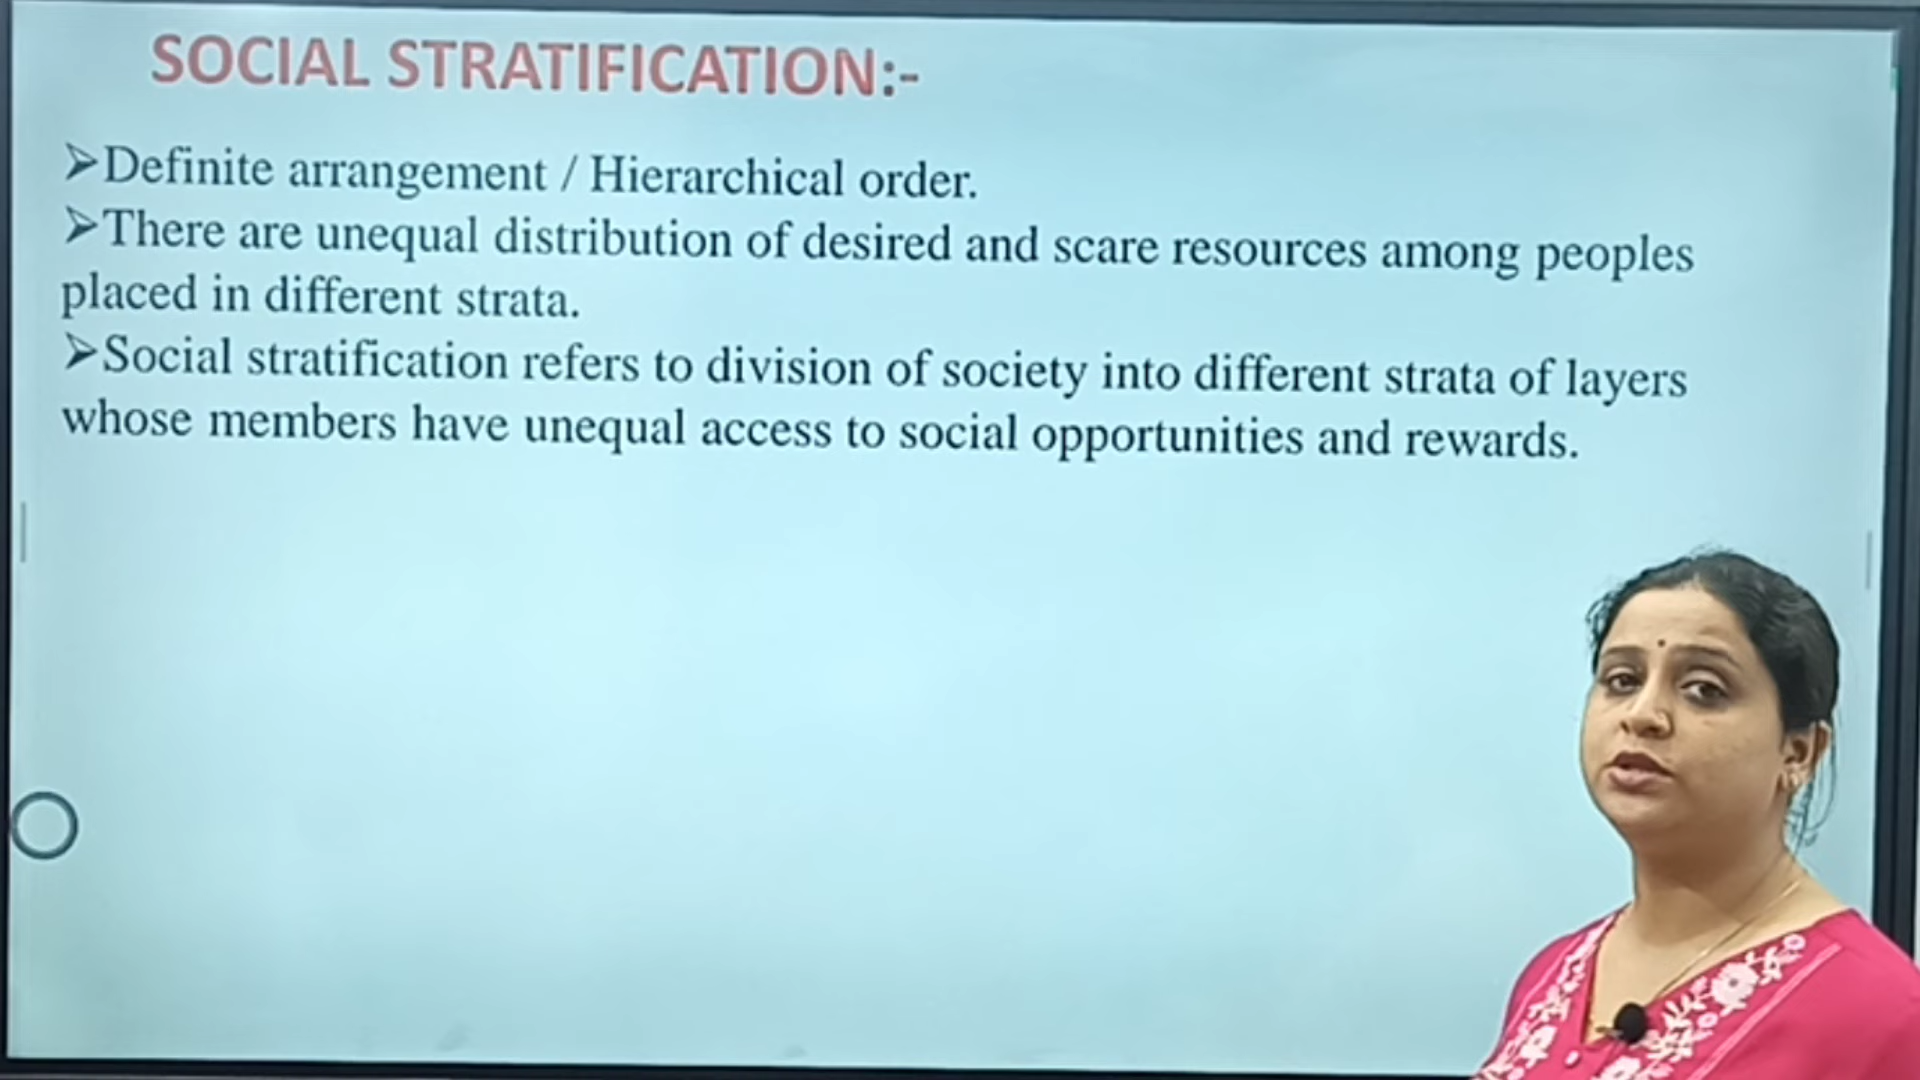 SOCIAL STRATIFICATION:-
➢Definite arrangement / Hierarchical order.
➢There are unequal distribution of desired and scare resources among peoples
placed in different strata.
➢Social stratification refers to division of society into different strata of layers
whose members have unequal access to social opportunities and rewards.